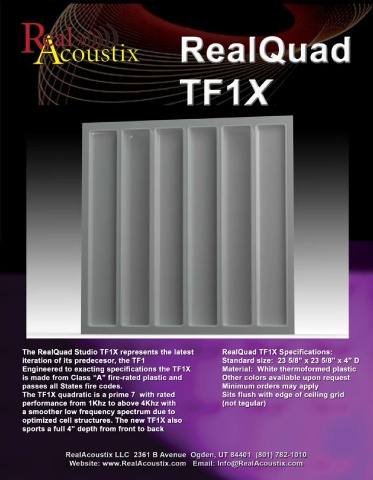 RealQuad
Acoustix
RealQuad
TF1X
The RealQuad Studio TF1X represents the latest
iteration of its predecesor, the TF1
Engineered to exacting specifications the TF1X
is made from Class "A" fire-rated plastic and
passes all States fire codes.
The TF1X quadratic is a prime 7 with rated
performance from 1Khz to above 4Khz with
a smoother low frequency spectrum due to
optimized cell structures. The new TF1X also
sports a full 4" depth from front to back
RealQuad TF1X Specifications:
Standard size: 23 5/8" x 23 5/8" x 4" D
Material: White thermoformed plastic
Other colors available upon request
Minimum orders may apply
Sits flush with edge of ceiling grid
(not tegular)
RealAcoustix LLC 2361 B Avenue Ogden, UT 84401 (801) 782-1010
Website: www.RealAcoustix.com Email: Info@RealAcoustix.com